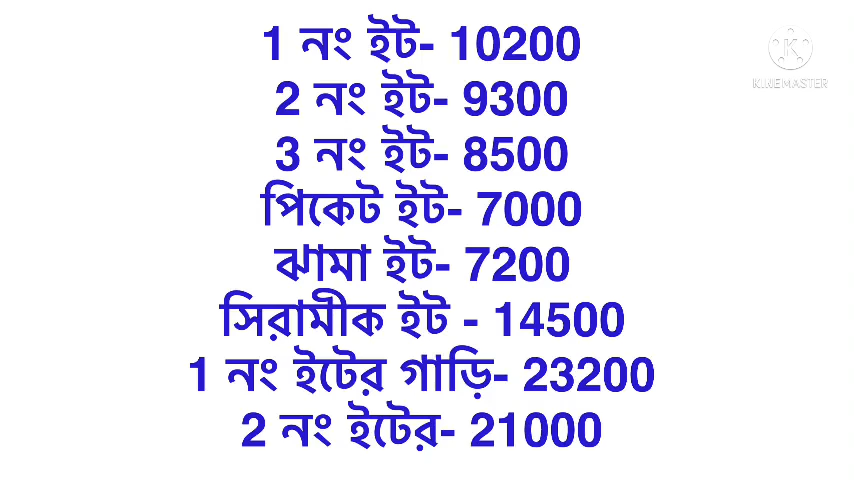 1 নং ইট- 10200
2 নং ইট- 9300
3 নং ইট- 8500
পিকেট ইট- 7000
ঝামা ইট- 7200
সিরামীক ইট - 14500
1 নং ইটের গাড়ি- 23200
2 নং ইটের- 21000
K
KINEMASTER